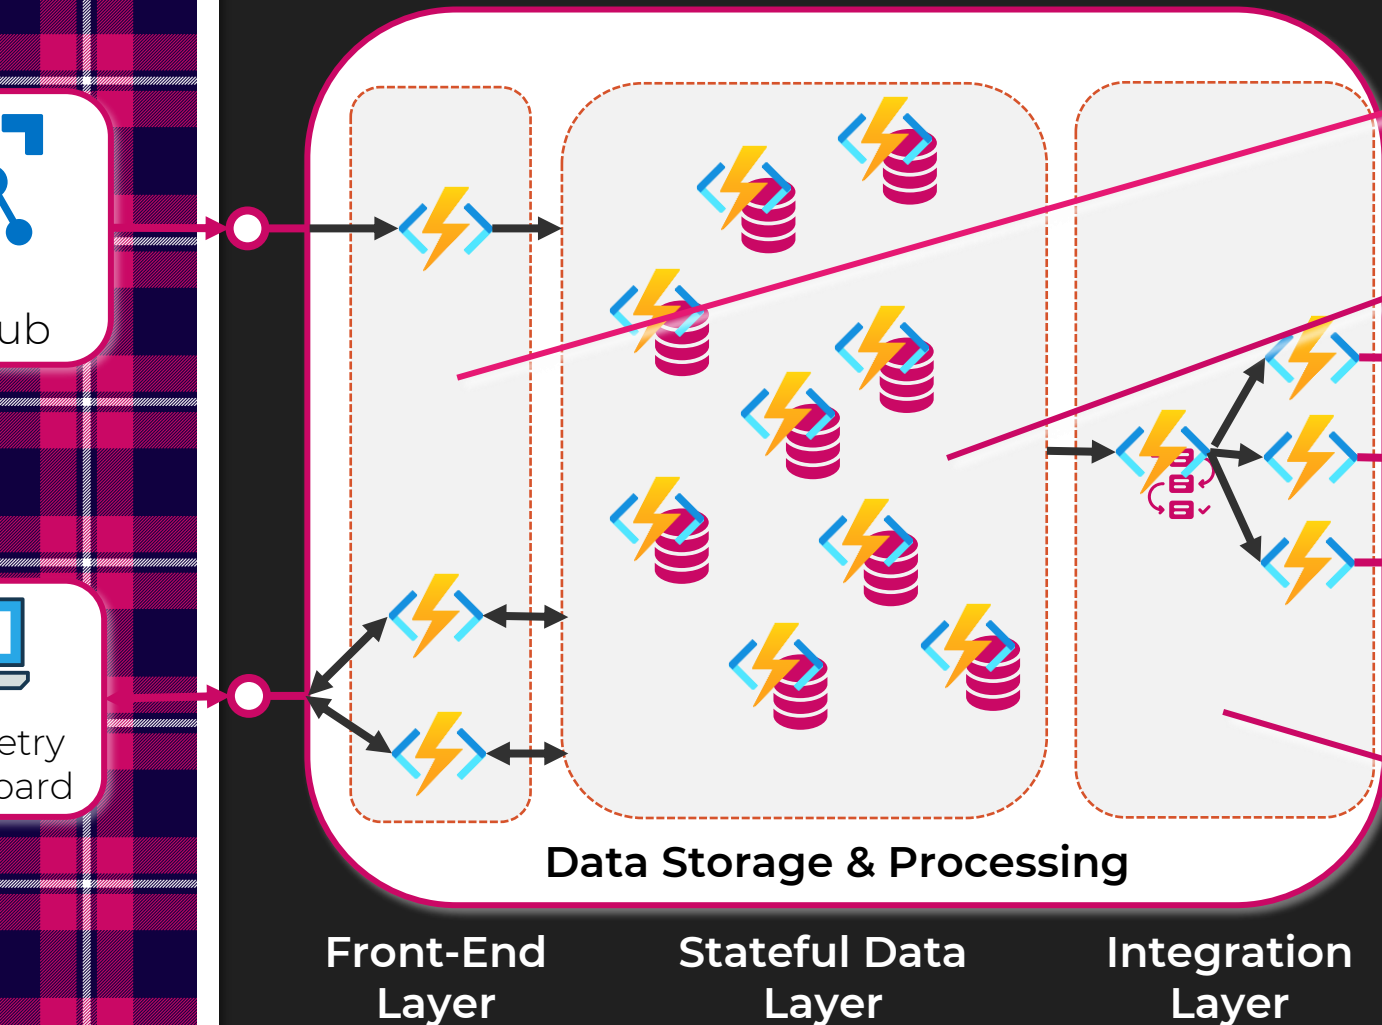 ub
etry
oard
Data Storage & Processing
Front-End
Layer
Stateful Data
Layer
Integration
Layer